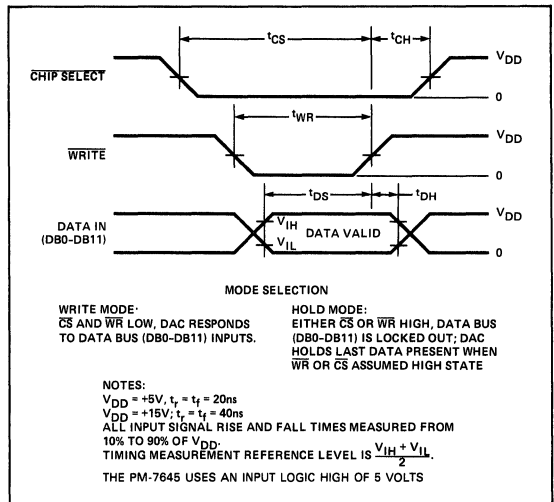 tCS
tCH
VDD
CHIP SELECT
0
tWR
VDD
WRITE
0
tDS
tDH
VDD
DATA IN
(DB0-DB11)
VIH
VIL
DATA VALID
0
MODE SELECTION
WRITE MODE:
CS AND WR LOW, DAC RESPONDS
TO DATA BUS (DB0-DB11) INPUTS.
HOLD MODE:
EITHER CS OR WR HIGH, DATA BUS
(DB0-DB11) IS LOCKED OUT; DAC
HOLDS LAST DATA PRESENT WHEN
WR OR CS ASSUMED HIGH STATE
NOTES:
VDD = +5V, tr = tf = 20ns
VDD = +15V; tr = tf = 40ns
ALL INPUT SIGNAL RISE AND FALL TIMES MEASURED FROM
10% TO 90% OF VDD.
TIMING MEASUREMENT REFERENCE LEVEL IS (VIH + VIL)/2.
THE PM-7645 USES AN INPUT LOGIC HIGH OF 5 VOLTS